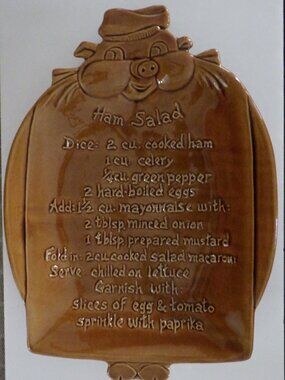 Ham Salad
Dice: 2 cu. cooked ham
1 cu. celery
¼ cu. green pepper
2 hard-boiled eggs
Add: 1½ cu. mayonnaise with:
2 tblsp. minced onion
1 tblsp. prepared mustard
Fold in: 2 cu. cooked salad macaroni
Serve chilled on lettuce
Garnish with:
slices of egg & tomato
sprinkle with paprika